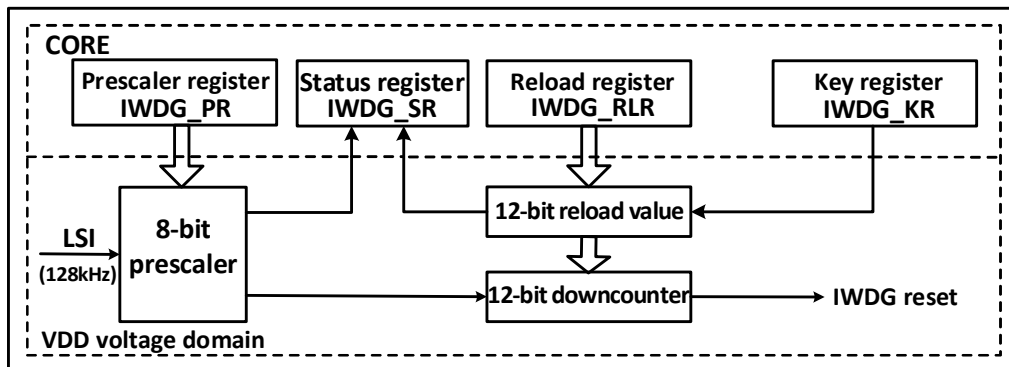 CORE
Prescaler register
IWDG_PR
Status register
IWDG_SR
Reload register
IWDG_RLR
Key register
IWDG_KR
8-bit
prescaler
12-bit reload value
LSI
(128kHz)
12-bit downcounter
IWDG reset
VDD voltage domain